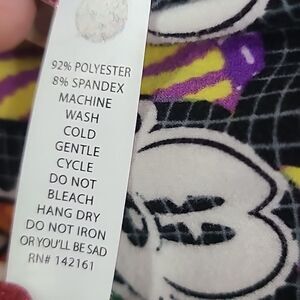 92% POLYESTER
8% SPANDEX
MACHINE
WASH
COLD
GENTLE
CYCLE
DO NOT
BLEACH
HANG DRY
DO NOT IRON
OR YOU'LL BE SAD
RN# 142161